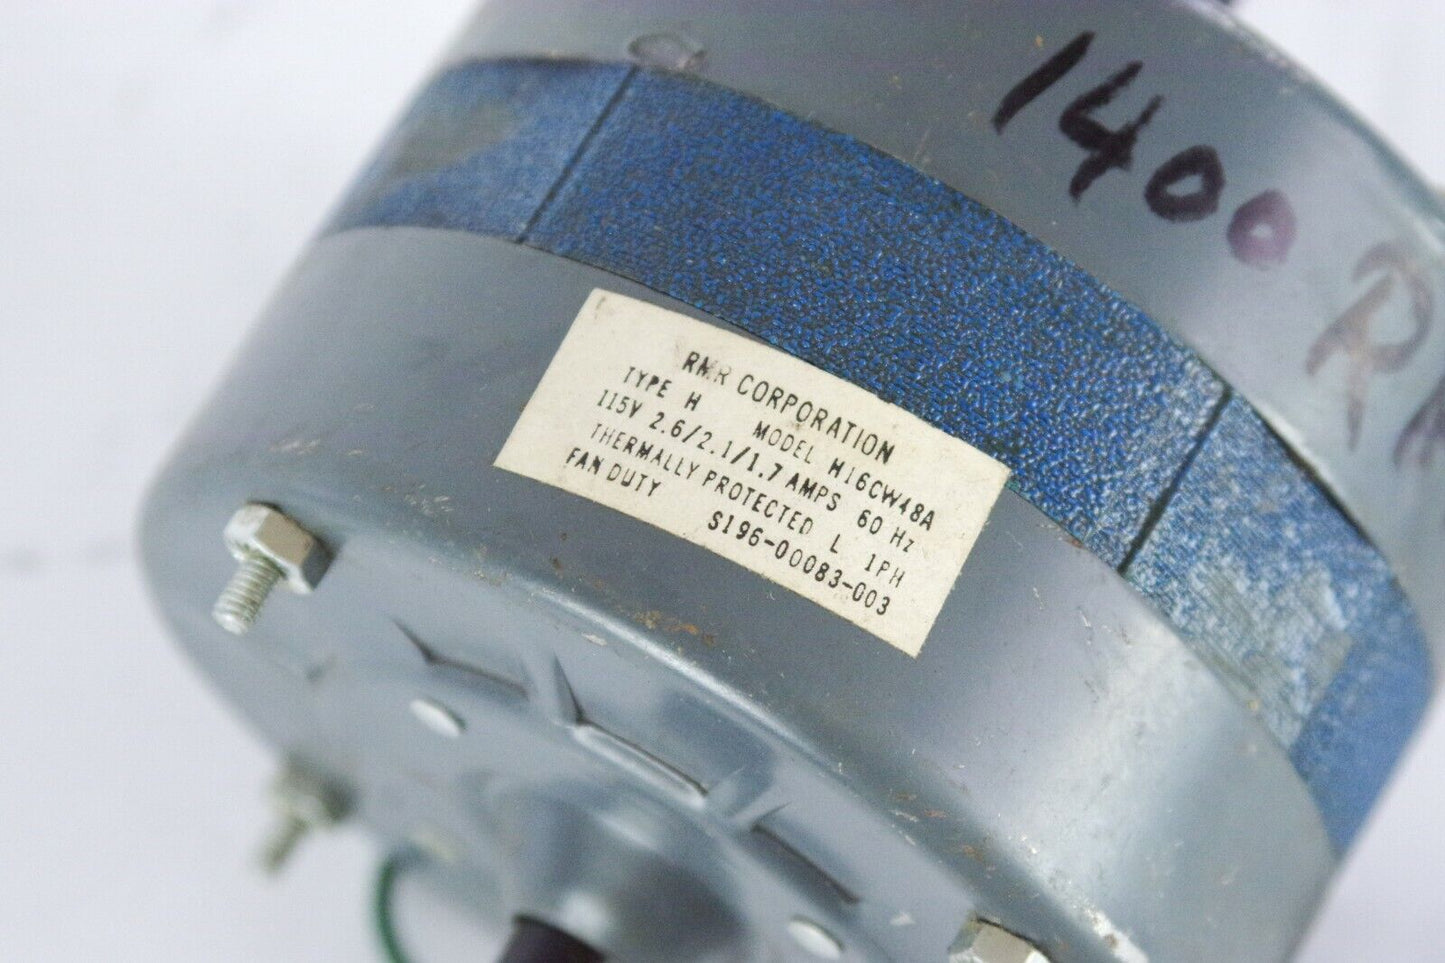 1400 R
RMR CORPORATION
TYPE H MODEL H16CW48A
115V 2.6/2.1/1.7 AMPS 60 Hz
THERMALLY PROTECTED L 1PH
FAN DUTY S196-00083-003